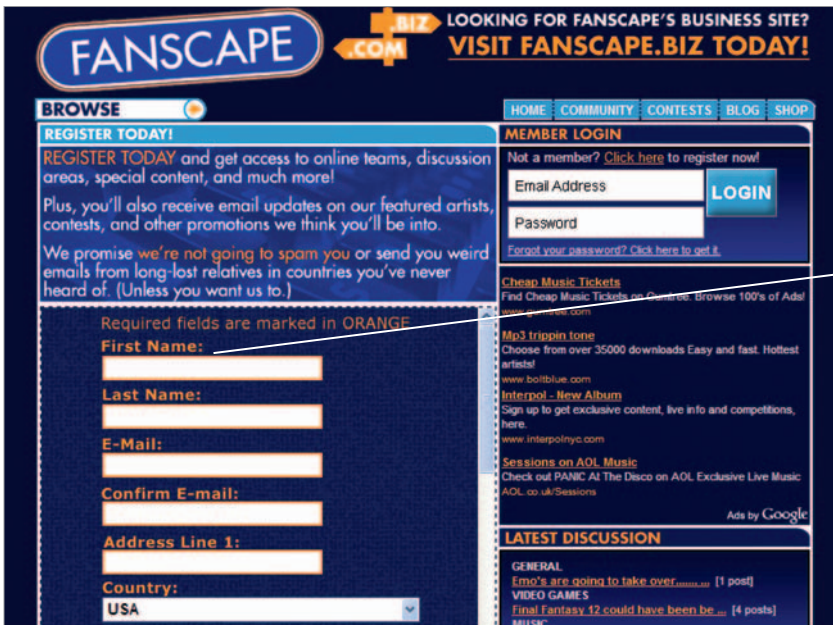 FANSCAPE
.BIZ
.COM
LOOKING FOR FANSCAPE'S BUSINESS SITE?
VISIT FANSCAPE.BIZ TODAY!
BROWSE
HOME COMMUNITY CONTESTS BLOG SHOP
REGISTER TODAY!
REGISTER TODAY and get access to online teams, discussion
areas, special content, and much more!
Plus, you'll also receive email updates on our featured artists,
contests, and other promotions we think you'll be into.
We promise we're not going to spam you or send you weird
emails from long-lost relatives in countries you've never
heard of. (Unless you want us to.)
Required fields are marked in ORANGE
First Name:
Last Name:
E-Mail:
Confirm E-mail:
Address Line 1:
Country:
USA
MEMBER LOGIN
Not a member? Click here to register now!
Email Address
LOGIN
Password
Forgot your password? Click here to get it.
Cheap Music Tickets
Find Cheap Music Tickets on Gumtree. Browse 100's of Ads!
www.gumtree.com
Mp3 trippin tone
Choose from over 35000 downloads Easy and fast. Hottest
artists!
www.boltblue.com
Interpol - New Album
Sign up to get exclusive content, live info and competitions,
here.
www.interpolnyc.com
Sessions on AOL Music
Check out PANIC At The Disco on AOL Exclusive Live Music
AOL.co.uk/Sessions
Ads by Google
LATEST DISCUSSION
GENERAL
Emo's are going to take over....... ... [1 post]
VIDEO GAMES
Final Fantasy 12 could have been be ... [4 posts]
MUSIC